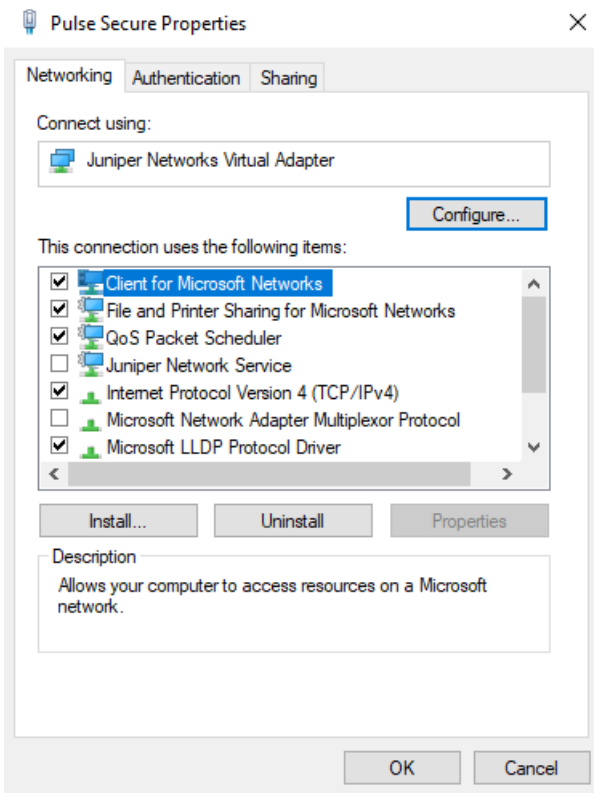 Pulse Secure Properties
Networking
Authentication
Sharing
Connect using:
Juniper Networks Virtual Adapter
Configure...
This connection uses the following items:
Client for Microsoft Networks
File and Printer Sharing for Microsoft Networks
QoS Packet Scheduler
Juniper Network Service
Internet Protocol Version 4 (TCP/IPv4)
Microsoft Network Adapter Multiplexor Protocol
Microsoft LLDP Protocol Driver
Install...
Uninstall
Properties
Description
Allows your computer to access resources on a Microsoft
network.
OK
Cancel